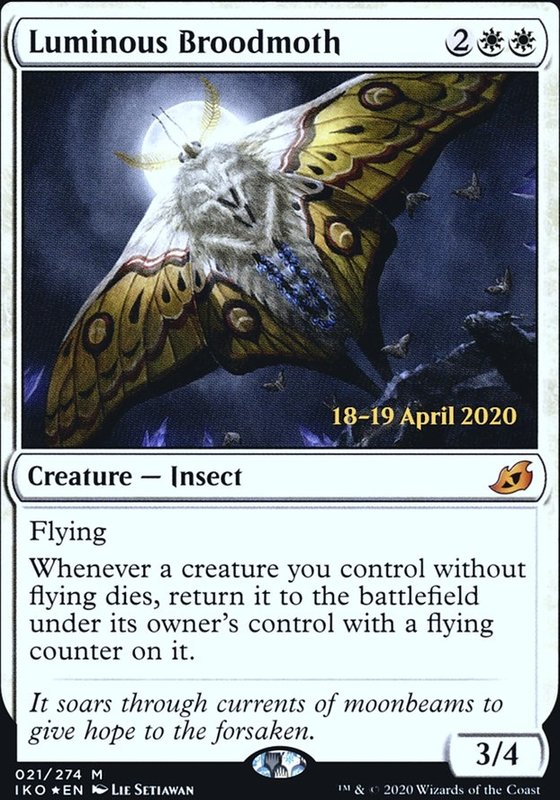 Luminous Broodmoth 2
18–19 April 2020
Creature — Insect
Flying
Whenever a creature you control without
flying dies, return it to the battlefield
under its owner's control with a flying
counter on it.
It soars through currents of moonbeams to
give hope to the forsaken.
3/4
021/274 M
IKO ★ EN Lie Setiawan
™ & © 2020 Wizards of the Coast